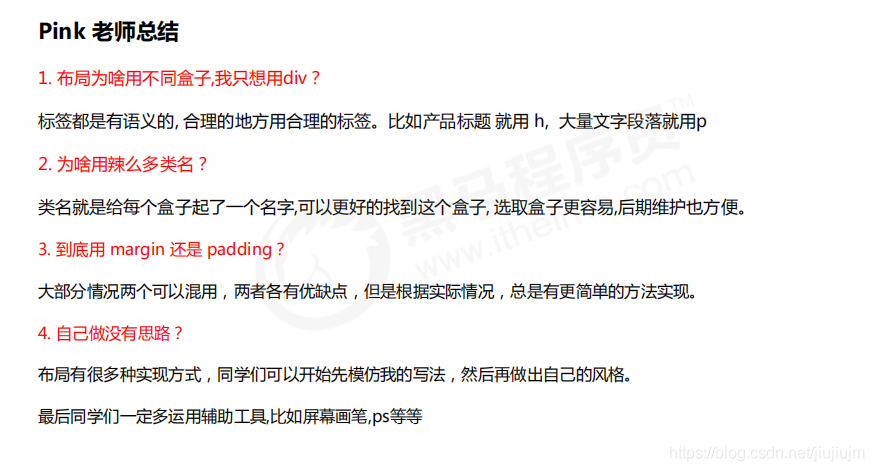 Pink 老师总结
1. 布局为啥用不同盒子,我只想用div？
标签都是有语义的, 合理的地方用合理的标签。比如产品标题 就用 h, 大量文字段落就用p
2. 为啥用辣么多类名？
类名就是给每个盒子起了一个名字,可以更好的找到这个盒子, 选取盒子更容易,后期维护也方便。
3. 到底用 margin 还是 padding？
大部分情况两个可以混用，两者各有优缺点，但是根据实际情况，总是有更简单的方法实现。
4. 自己做没有思路？
布局有很多种实现方式，同学们可以开始先模仿我的写法，然后再做出自己的风格。
最后同学们一定多运用辅助工具,比如屏幕画笔,ps等等
黑马程序员™
www.itheima.com
https://blog.csdn.net/jiujiujm